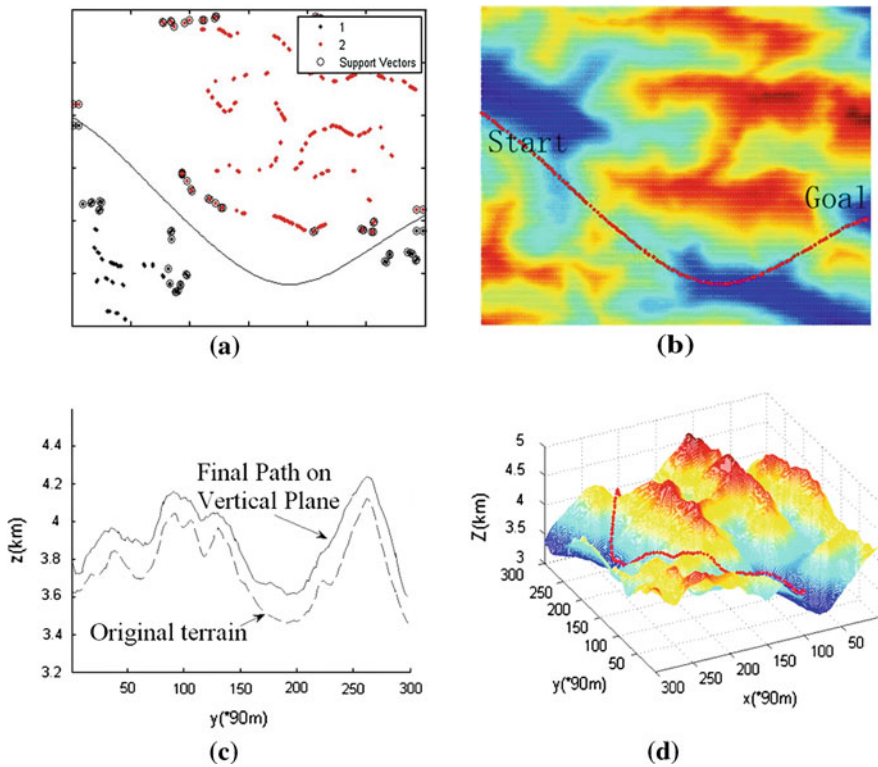 1
2
Support Vectors
(a)
Start
Goal
(b)
4.4
4.2
4
3.8
3.6
3.4
3.2
z(km)
Final Path on
Vertical Plane
Original terrain
50
100
150
200
250
300
y(*90m)
(c)
5
4.5
4
3.5
3
Z(km)
300
250
200
150
100
50
y(*90m)
300
250
200
150
100
50
x(*90m)
(d)